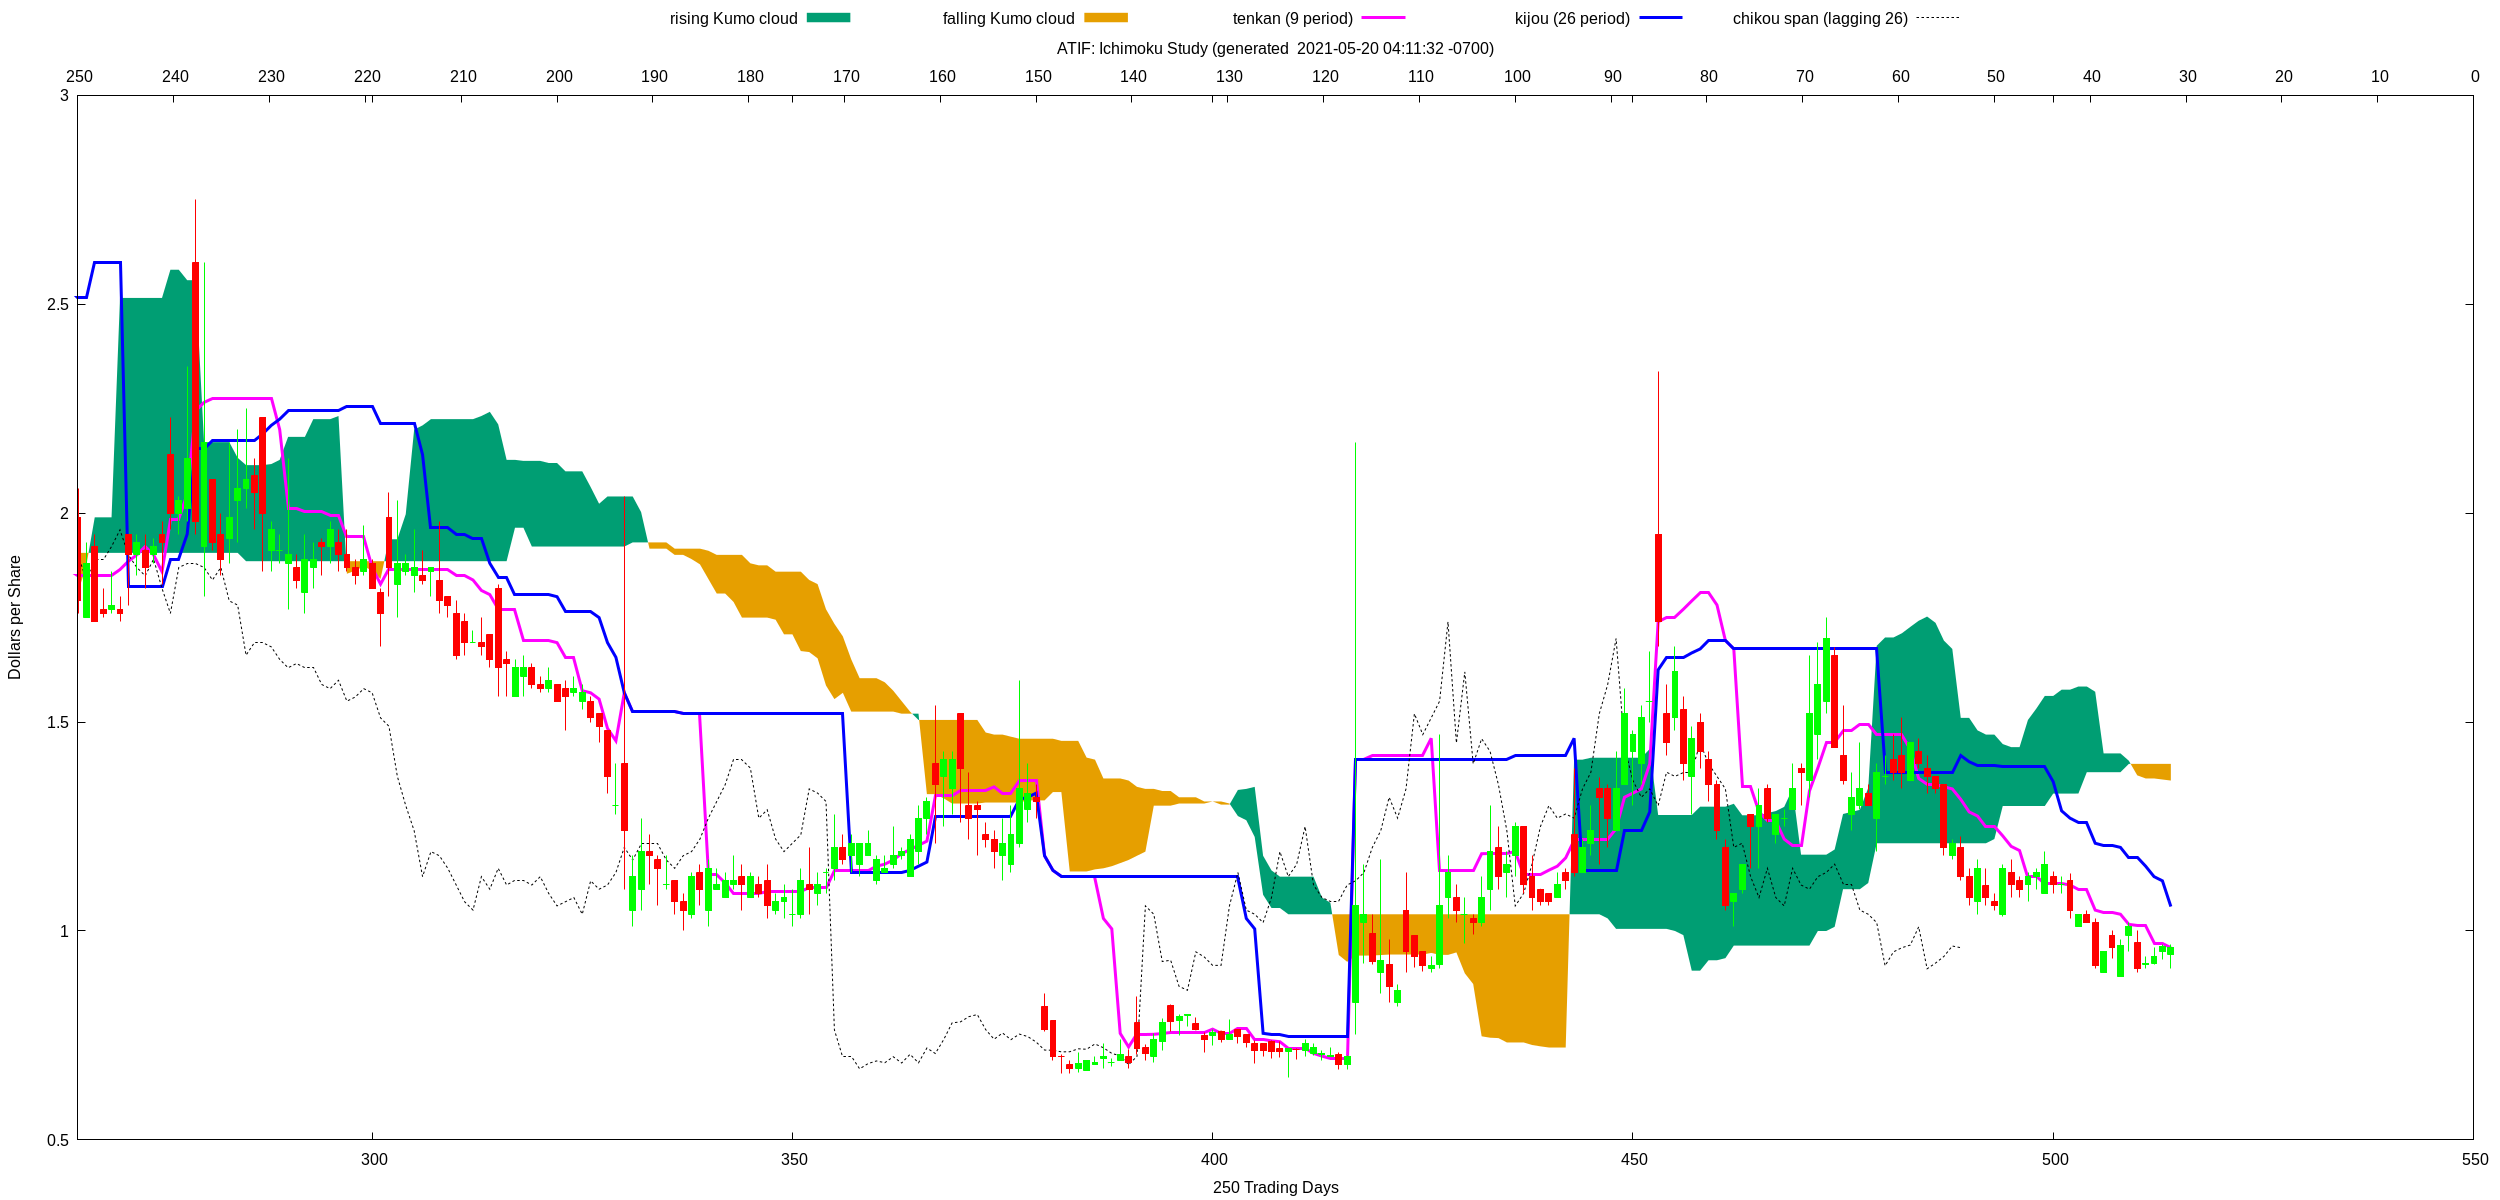 rising Kumo cloud falling Kumo cloud tenkan (9 period) kijou (26 period) chikou span (lagging 26)
ATIF: Ichimoku Study (generated  2021-05-20 04:11:32 -0700)
250 240 230 220 210 200 190 180 170 160 150 140 130 120 110 100 90 80 70 60 50 40 30 20 10 0
3
2.5
2
1.5
1
0.5
Dollars per Share
300 350 400 450 500 550
250 Trading Days